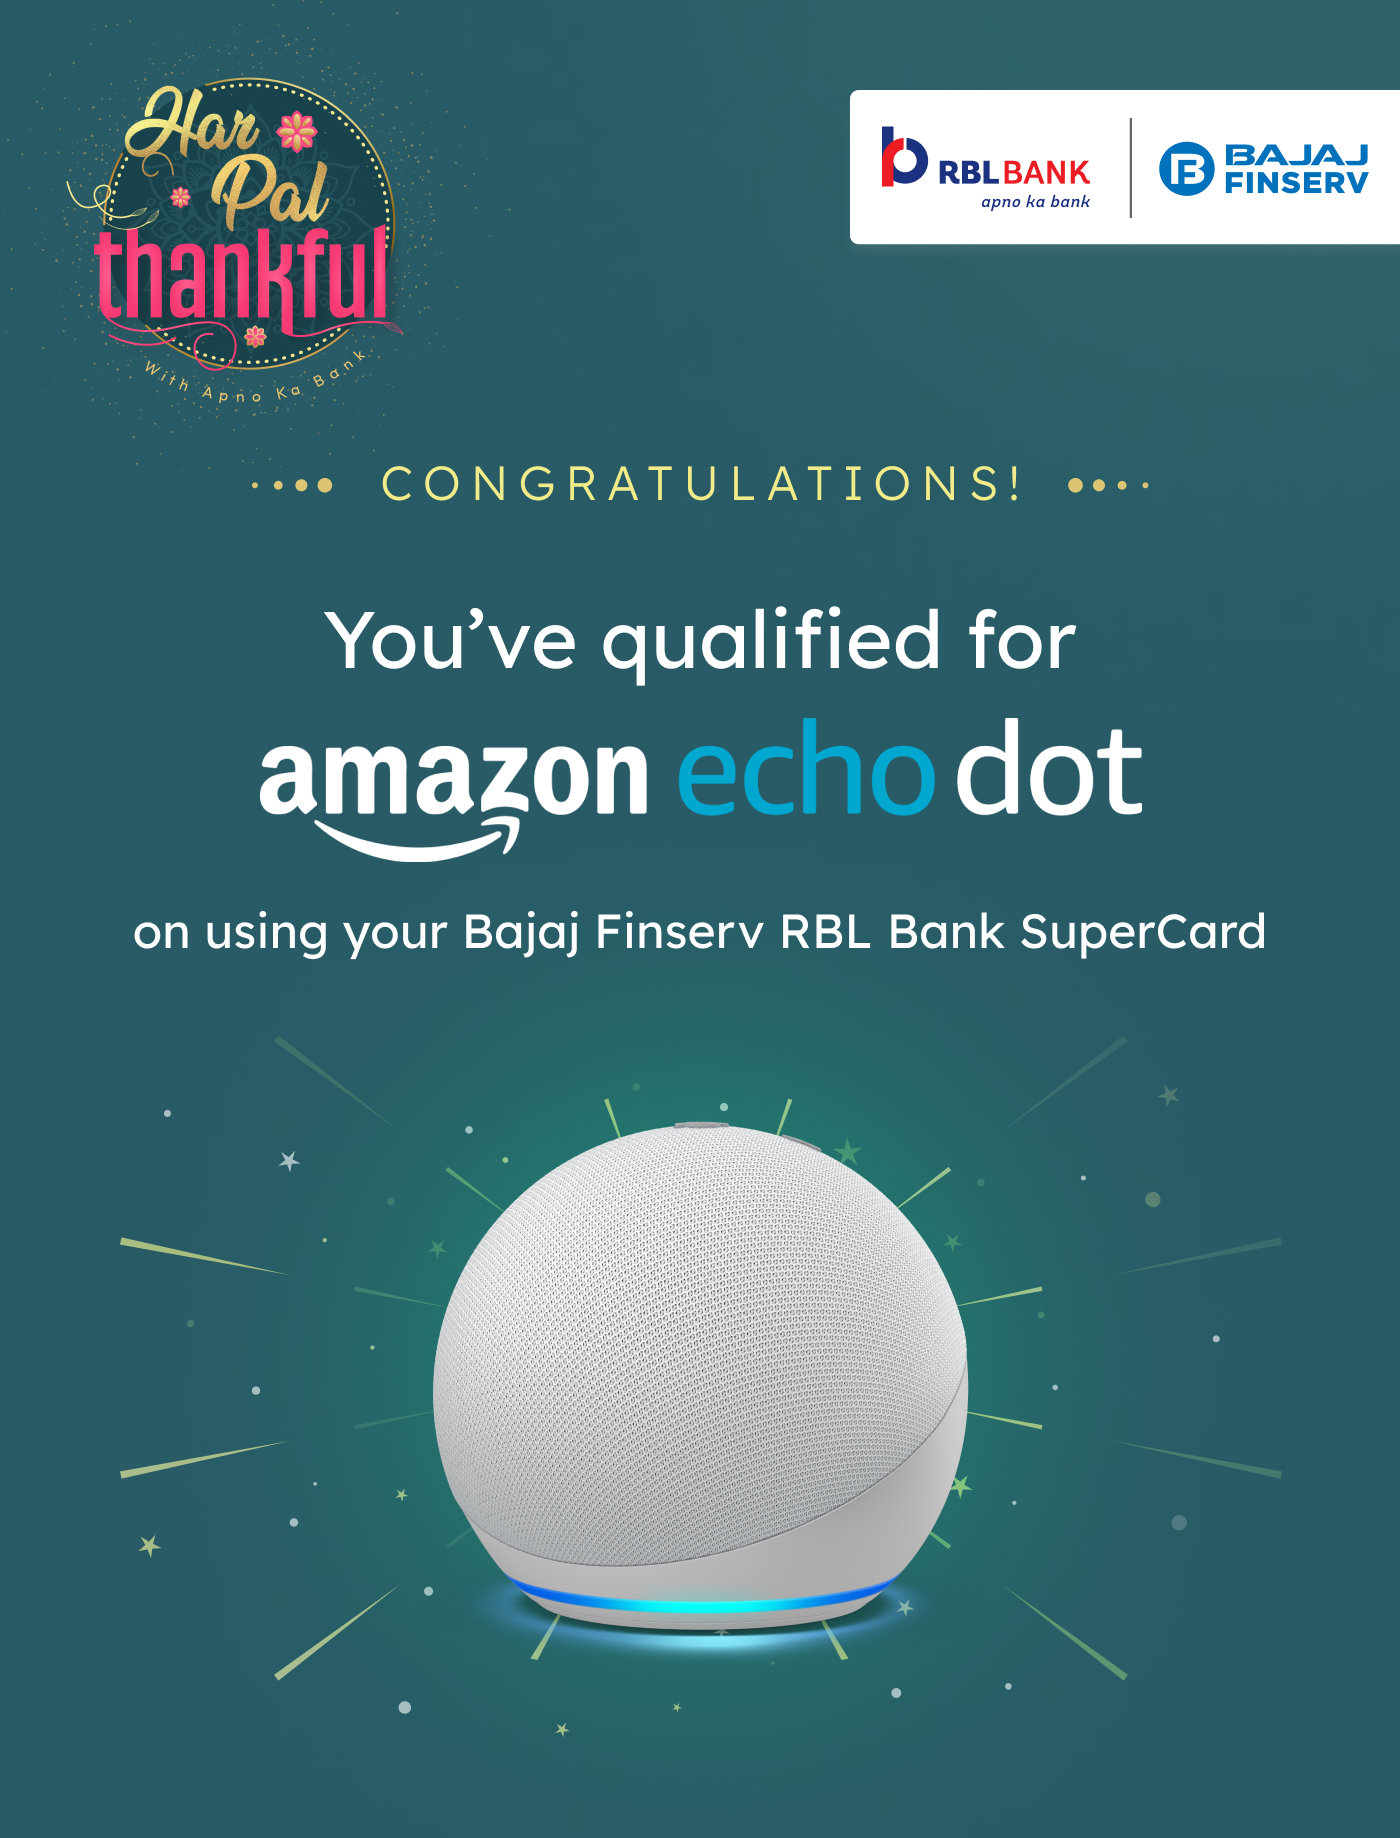 Har
Pal
thankful
With Apno Ka Bank
RBL BANK
apno ka bank
BAJAJ
FINSERV
CONGRATULATIONS!
You’ve qualified for
amazon echo dot
on using your Bajaj Finserv RBL Bank SuperCard